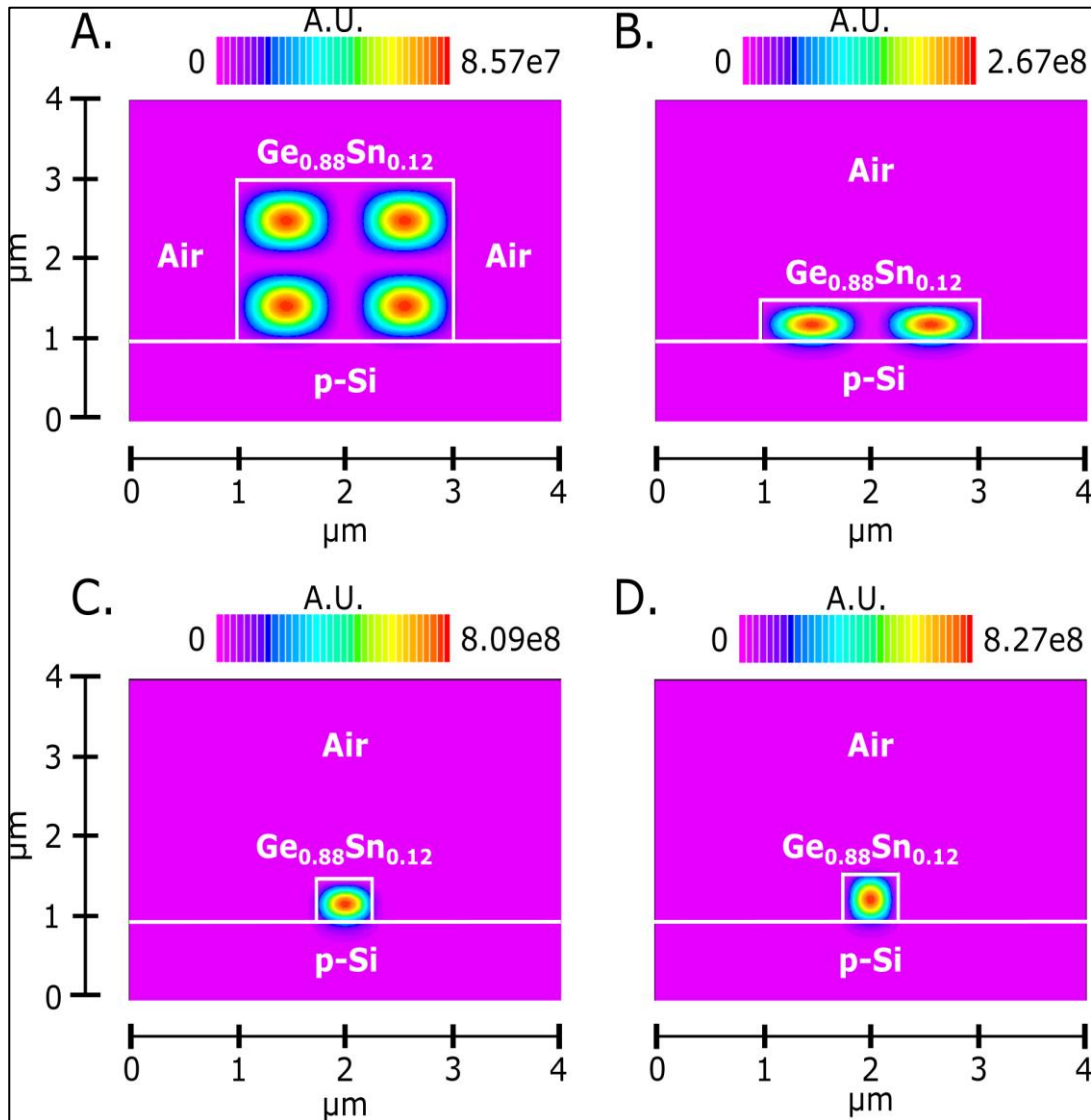 A.
A.U.
0 8.57e7
4
3
2
1
0
µm
Ge0.88Sn0.12
Air
Air
p-Si
0 1 2 3 4
µm
B.
A.U.
0 2.67e8
Air
Ge0.88Sn0.12
p-Si
0 1 2 3 4
µm
C.
A.U.
0 8.09e8
4
3
2
1
0
µm
Air
Ge0.88Sn0.12
p-Si
0 1 2 3 4
µm
D.
A.U.
0 8.27e8
Air
Ge0.88Sn0.12
p-Si
0 1 2 3 4
µm